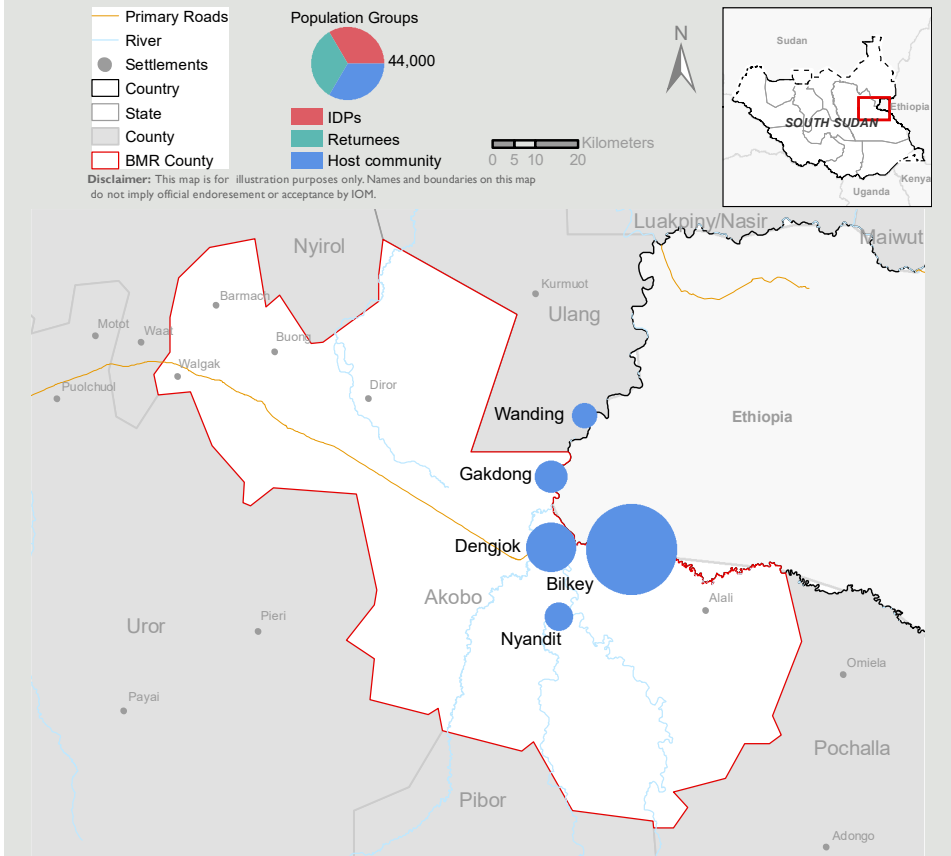 Primary Roads
River
Settlements
Country
State
County
BMR County
Population Groups
44,000
IDPs
Returnees
Host community
N
Kilometers
0 5 10 20
Disclaimer: This map is for illustration purposes only. Names and boundaries on this map
do not imply official endoresement or acceptance by IOM.
Sudan
Ethiopia
SOUTH SUDAN
Kenya
Uganda
Luakpiny/Nasir
Maiwut
Nyirol
Kurmuot
Ulang
Barmach
Motot
Waat
Buong
Walgak
Puolchuol
Diror
Wanding
Ethiopia
Gakdong
Dengjok
Bilkey
Akobo
Alali
Nyandit
Pieri
Uror
Omiela
Payai
Pochalla
Pibor
Adongo